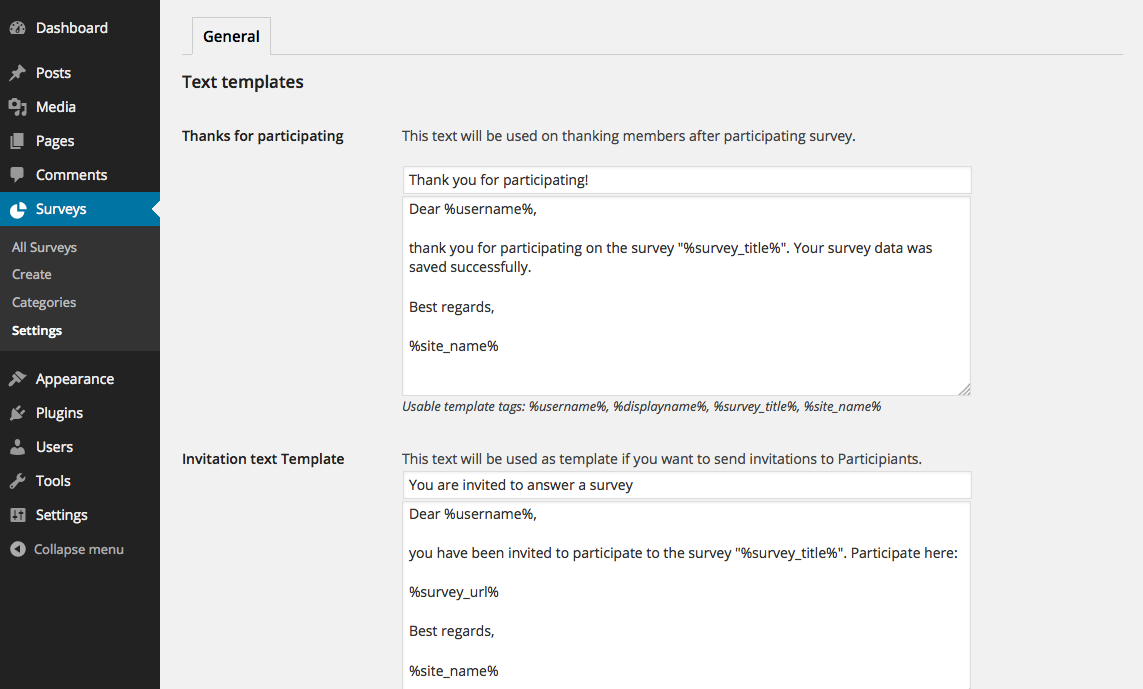 Dashboard
Posts
Media
Pages
Comments
Surveys
All Surveys
Create
Categories
Settings
Appearance
Plugins
Users
Tools
Settings
Collapse menu
General
Text templates
Thanks for participating
This text will be used on thanking members after participating survey.
Thank you for participating!
Dear %username%,
thank you for participating on the survey "%survey_title%". Your survey data was
saved successfully.
Best regards,
%site_name%
Usable template tags: %username%, %displayname%, %survey_title%, %site_name%
Invitation text Template
This text will be used as template if you want to send invitations to Participiants.
You are invited to answer a survey
Dear %username%,
you have been invited to participate to the survey "%survey_title%". Participate here:
%survey_url%
Best regards,
%site_name%